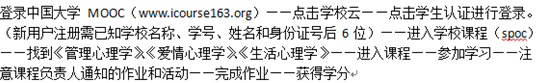 登录中国大学 MOOC（www.icourse163.org）——点击学校云——点击学生认证进行登录。
（新用户注册需已知学校名称、学号、姓名和身份证号后 6 位）——进入学校课程（spoc）
——找到《管理心理学》《爱情心理学》《生活心理学》——进入课程——参加学习——注
意课程负责人通知的作业和活动——完成作业——获得学分